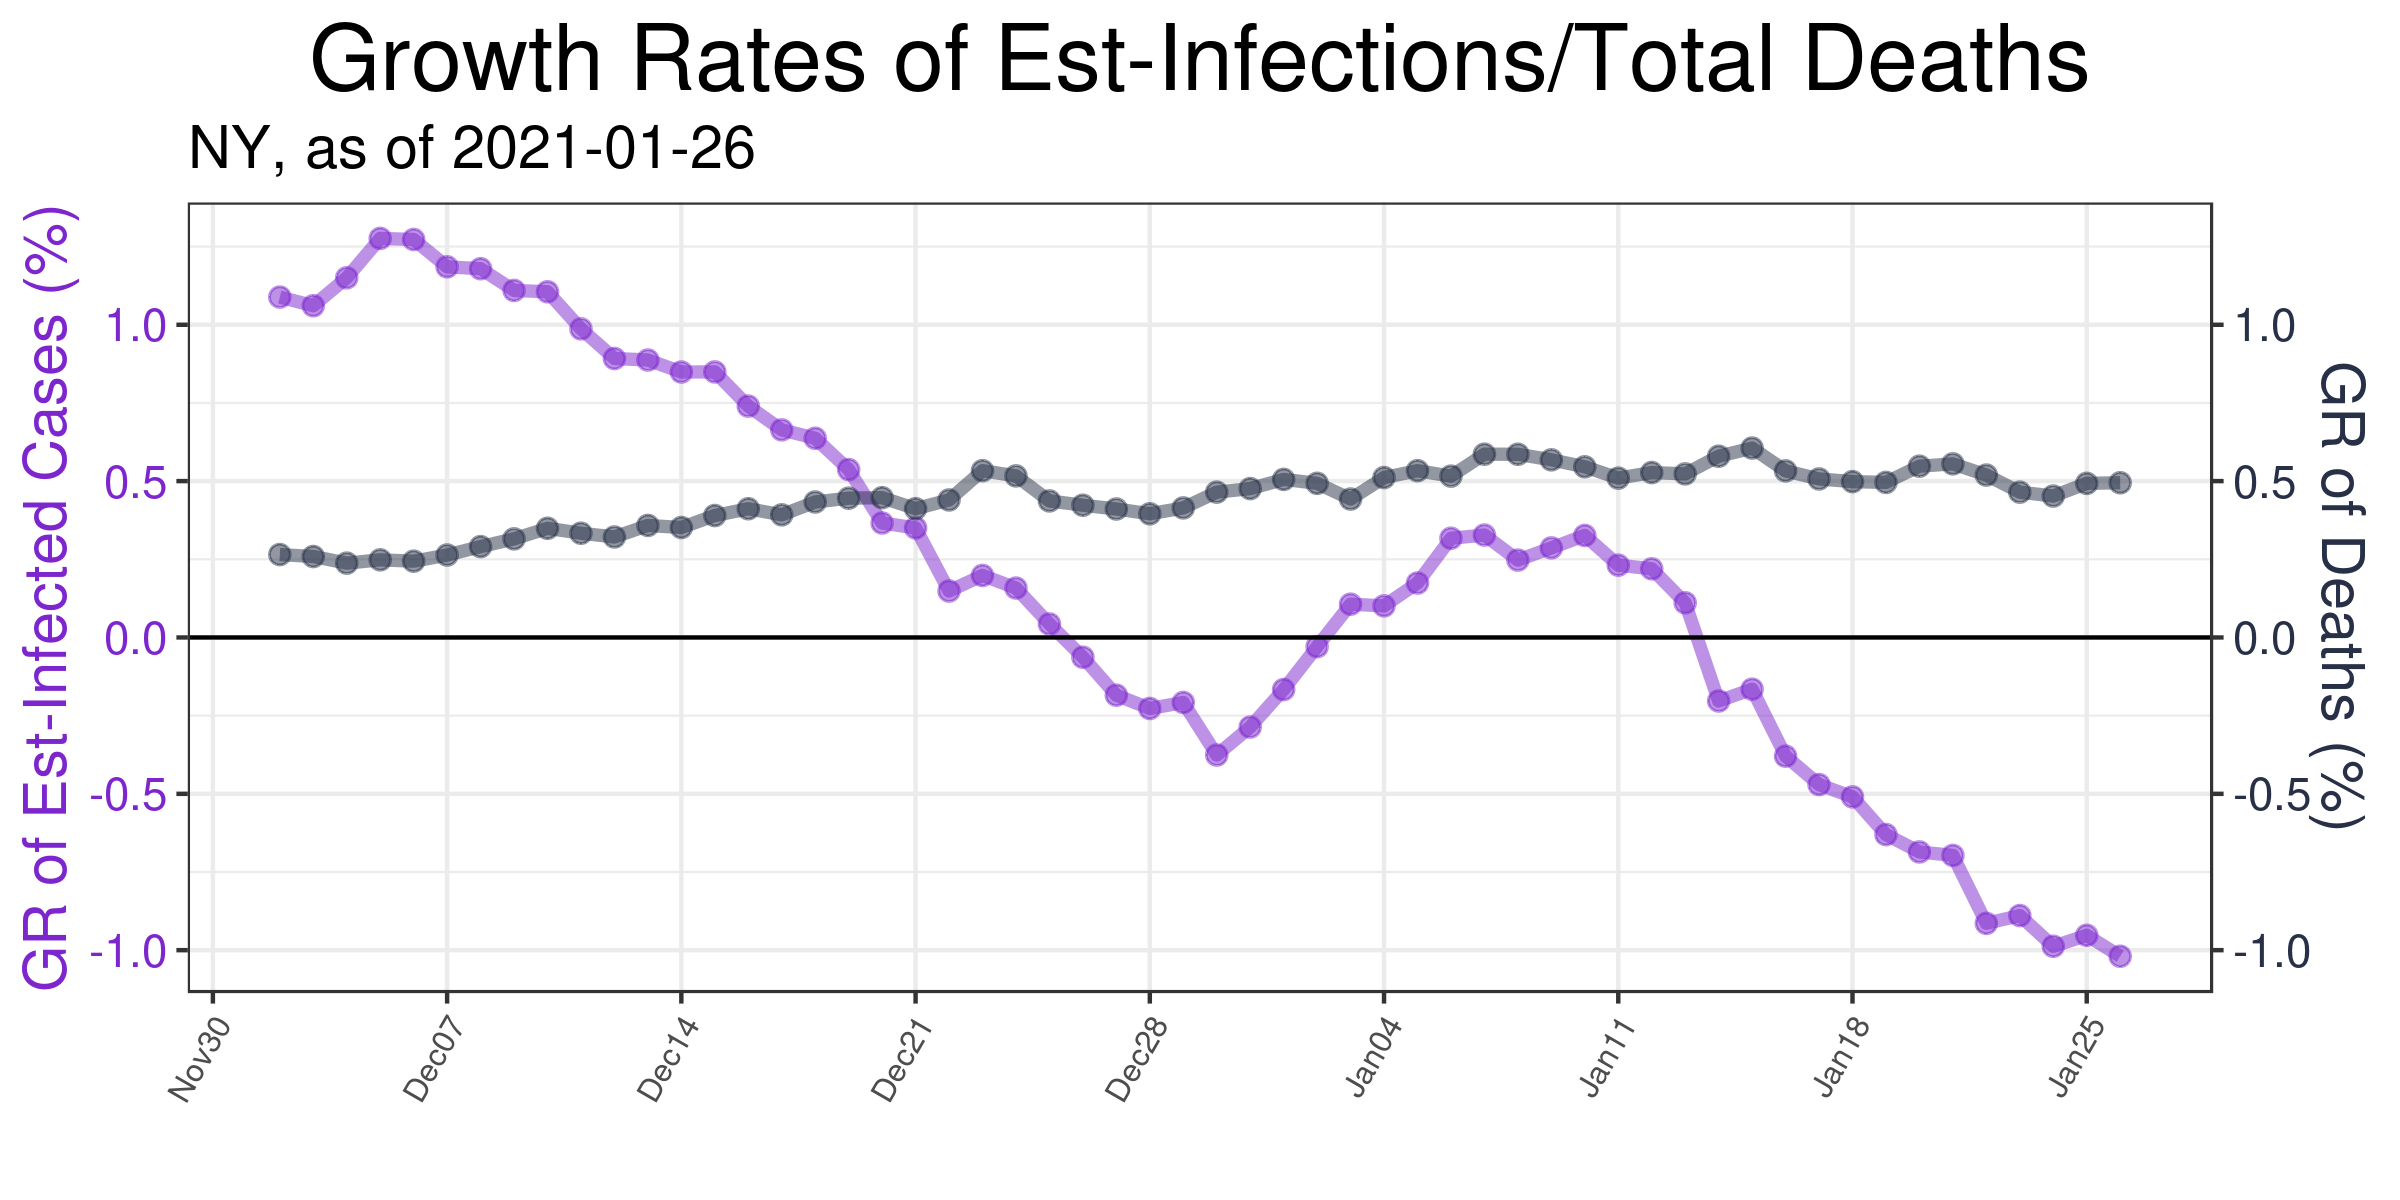 Growth Rates of Est-Infections/Total Deaths
NY, as of 2021-01-26
GR of Est-Infected Cases (%)
1.0
0.5
0.0
-0.5
-1.0
1.0
0.5
0.0
-0.5
-1.0
GR of Deaths (%)
Nov30
Dec07
Dec14
Dec21
Dec28
Jan04
Jan11
Jan18
Jan25